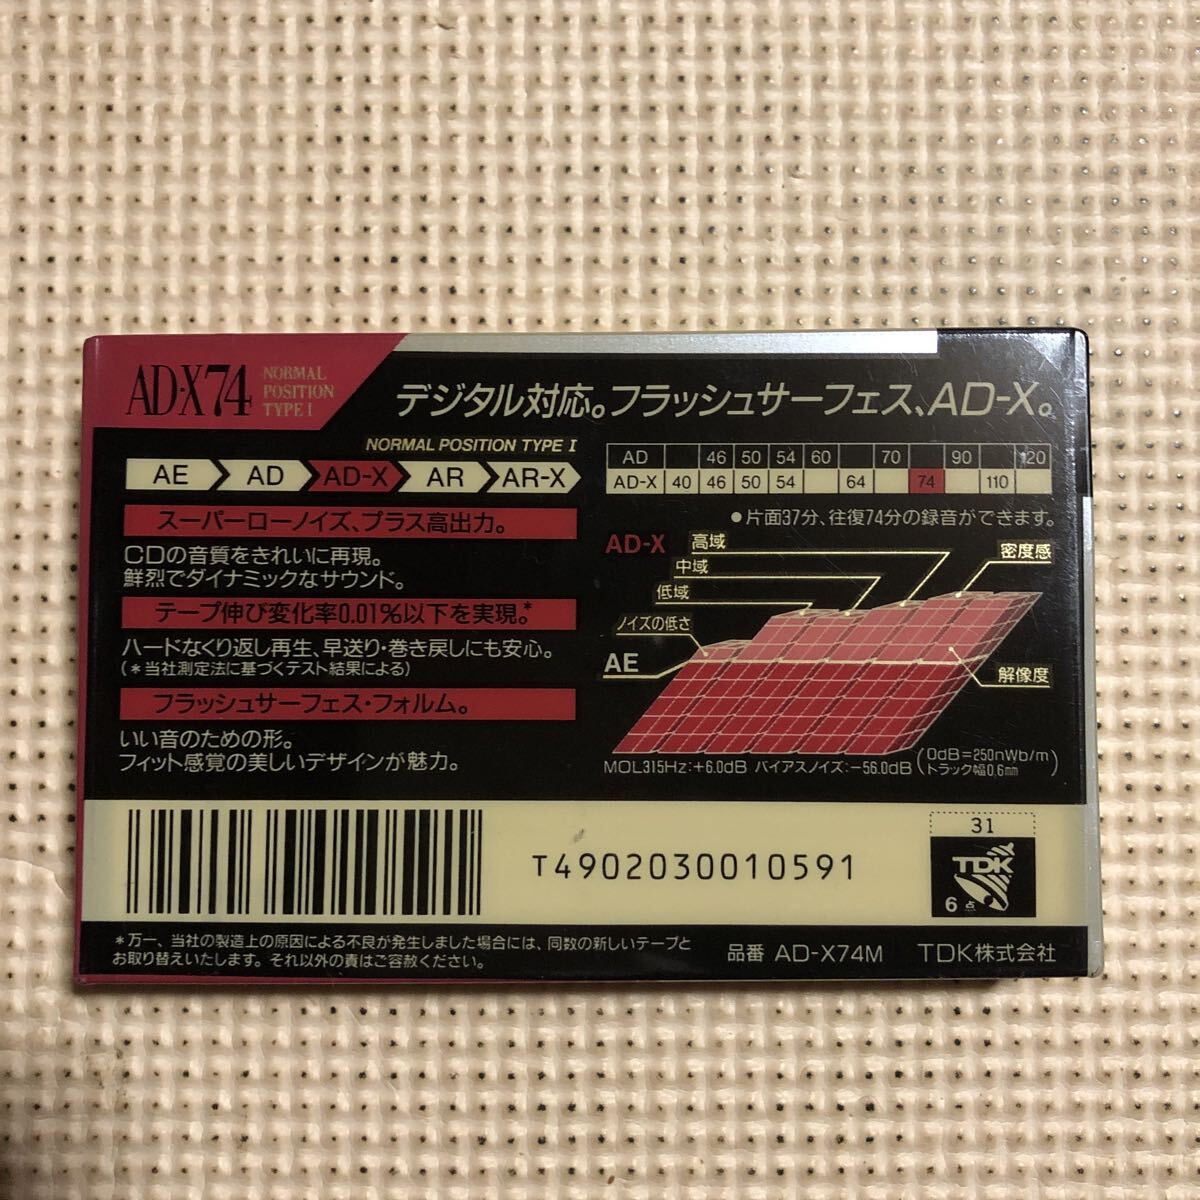 AD-X74 NORMAL POSITION TYPE I
デジタル対応。フラッシュサーフェス、AD-X。
NORMAL POSITION TYPE I
AE AD AD-X AR AR-X
スーパーローノイズ、プラス高出力。
CDの音質をきれいに再現。
鮮烈でダイナミックなサウンド。
テープ伸び変化率0.01%以下を実現。*
ハードなくり返し再生、早送り・巻き戻しにも安心。
(*当社測定法に基づくテスト結果による)
フラッシュサーフェス・フォルム。
いい音のための形。
フィット感覚の美しいデザインが魅力。
AD 46 50 54 60 70 90 120
AD-X 40 46 50 54 64 74 110
●片面37分、往復74分の録音ができます。
AD-X
高域
中域
低域
ノイズの低さ
AE
密度感
解像度
MOL315Hz:+6.0dB バイアスノイズ:-56.0dB (0dB=250nWb/m トラック幅0.6mm)
T4902030010591
31
TDK
6点
*万一、当社の製造上の原因による不良が発生しました場合には、同数の新しいテープと
お取り替えいたします。それ以外の責はご容赦ください。
品番 AD-X74M TDK株式会社